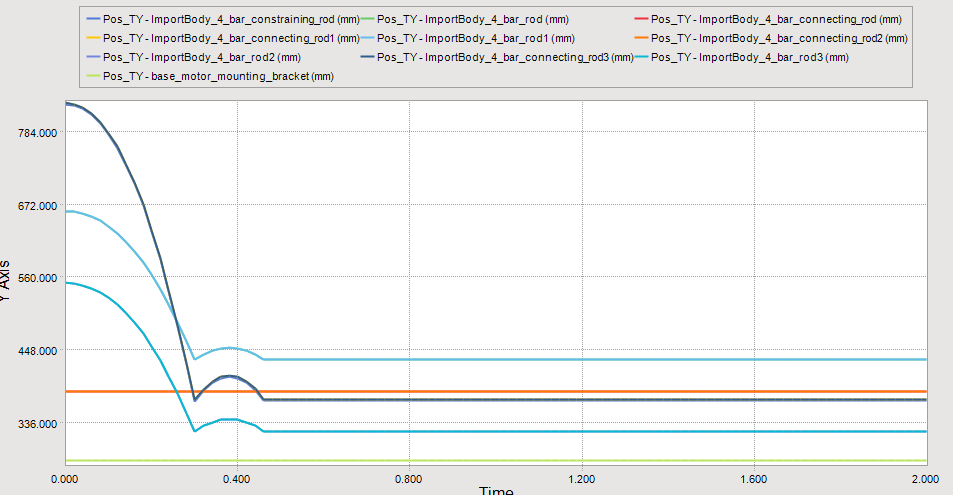 Pos_TY - ImportBody_4_bar_constraining_rod (mm) Pos_TY - ImportBody_4_bar_rod (mm) Pos_TY - ImportBody_4_bar_connecting_rod (mm)
Pos_TY - ImportBody_4_bar_connecting_rod1 (mm) Pos_TY - ImportBody_4_bar_rod1 (mm) Pos_TY - ImportBody_4_bar_connecting_rod2 (mm)
Pos_TY - ImportBody_4_bar_rod2 (mm) Pos_TY - ImportBody_4_bar_connecting_rod3 (mm) Pos_TY - ImportBody_4_bar_rod3 (mm)
Pos_TY - base_motor_mounting_bracket (mm)
784.000
672.000
560.000
Y Axis
448.000
336.000
0.000 0.400 0.800 1.200 1.600 2.000
Time